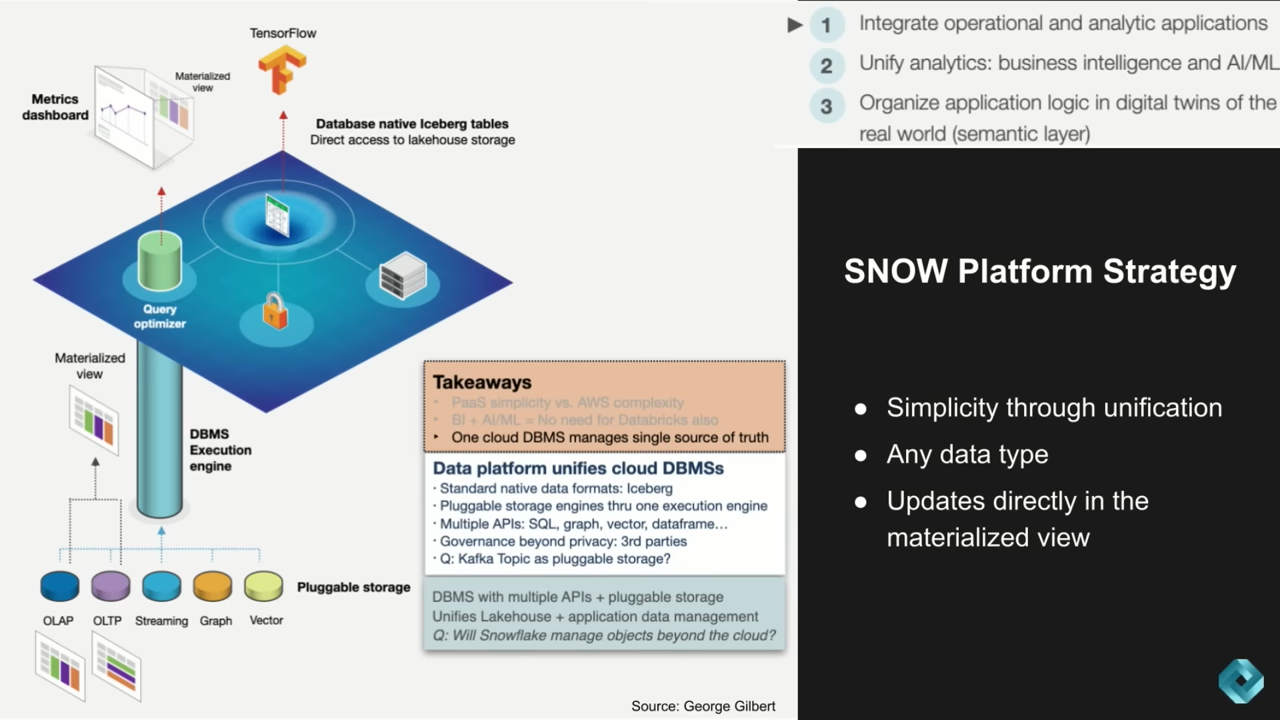 TensorFlow
Materialized
view
Metrics
dashboard
Database native Iceberg tables
Direct access to lakehouse storage
Query
optimizer
Materialized
view
DBMS
Execution
engine
Pluggable storage
OLAP
OLTP
Streaming
Graph
Vector
Takeaways
• PaaS simplicity vs. AWS complexity
• BI + AI/ML = No need for Databricks also
‣ One cloud DBMS manages single source of truth
Data platform unifies cloud DBMSs
· Standard native data formats: Iceberg
· Pluggable storage engines thru one execution engine
· Multiple APIs: SQL, graph, vector, dataframe…
· Governance beyond privacy: 3rd parties
· Q: Kafka Topic as pluggable storage?
DBMS with multiple APIs + pluggable storage
Unifies Lakehouse + application data management
Q: Will Snowflake manage objects beyond the cloud?
Source: George Gilbert
▶ 1 Integrate operational and analytic applications
2 Unify analytics: business intelligence and AI/ML
3 Organize application logic in digital twins of the
real world (semantic layer)
SNOW Platform Strategy
● Simplicity through unification
● Any data type
● Updates directly in the
materialized view